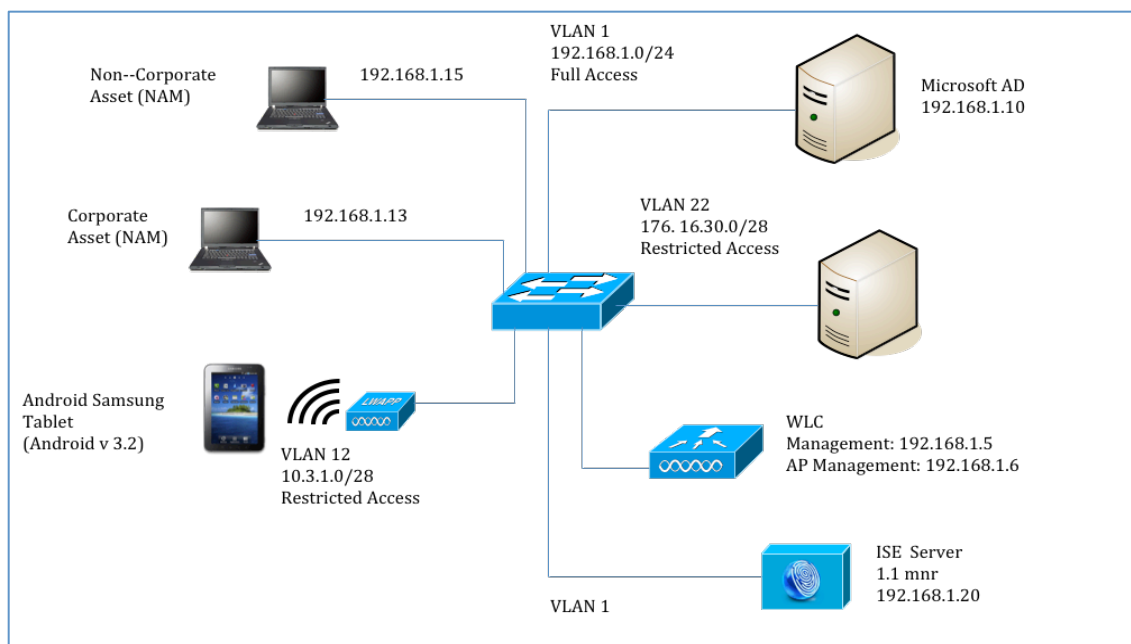 VLAN 1
192.168.1.0/24
Full Access
Non--Corporate
Asset (NAM)
192.168.1.15
Microsoft AD
192.168.1.10
Corporate
Asset (NAM)
192.168.1.13
VLAN 22
176. 16.30.0/28
Restricted Access
Android Samsung
Tablet
(Android v 3.2)
LWAPP
VLAN 12
10.3.1.0/28
Restricted Access
WLC
Management: 192.168.1.5
AP Management: 192.168.1.6
ISE Server
1.1 mnr
192.168.1.20
VLAN 1